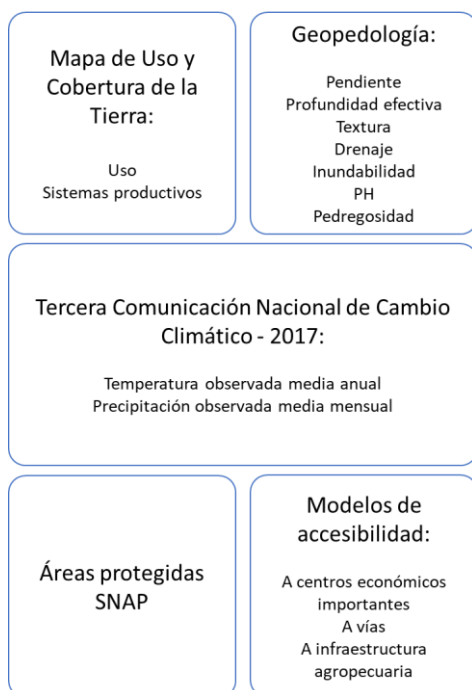 Mapa de Uso y
Cobertura de la
Tierra:
Uso
Sistemas productivos
Geopedología:
Pendiente
Profundidad efectiva
Textura
Drenaje
Inundabilidad
PH
Pedregosidad
Tercera Comunicación Nacional de Cambio
Climático - 2017:
Temperatura observada media anual
Precipitación observada media mensual
Áreas protegidas
SNAP
Modelos de
accesibilidad:
A centros económicos
importantes
A vías
A infraestructura
agropecuaria